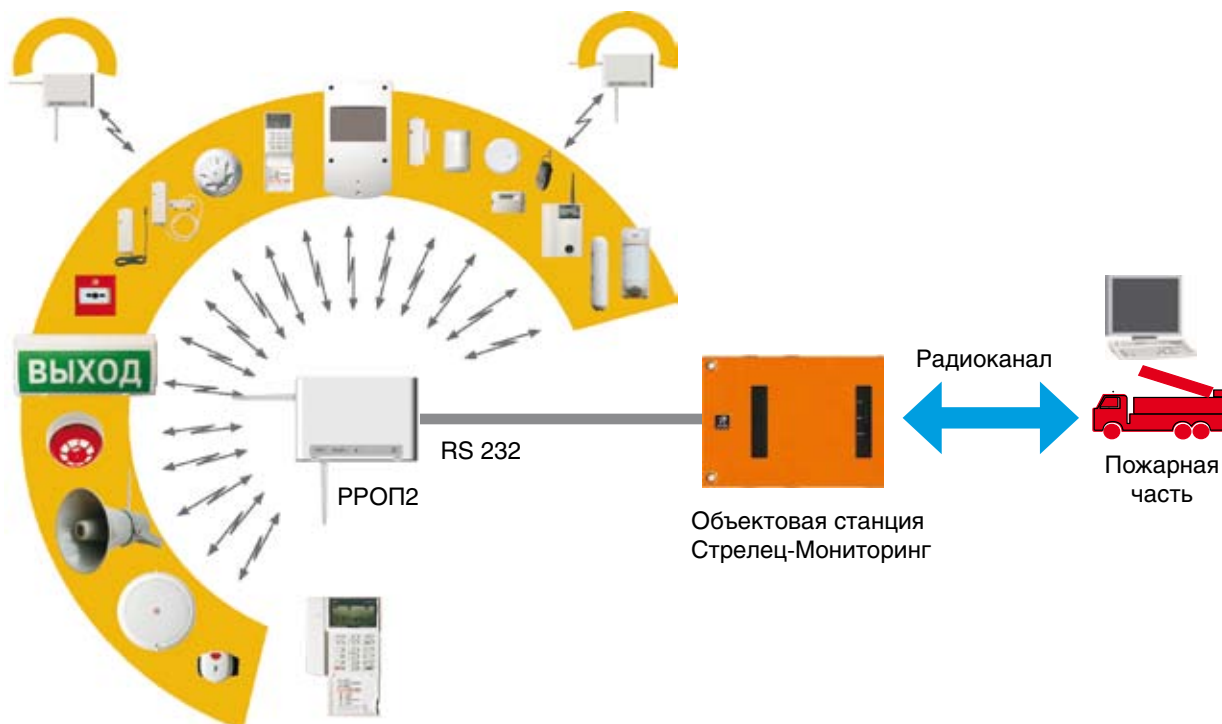 ВЫХОД
РРОП2
RS 232
Объектовая станция
Стрелец-Мониторинг
Радиоканал
Пожарная
часть